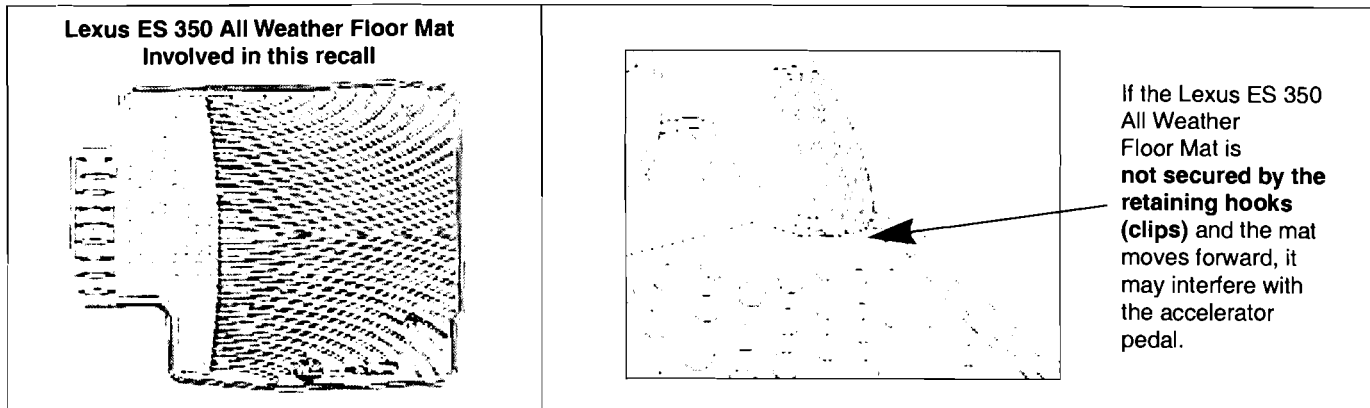 Lexus ES 350 All Weather Floor Mat
Involved in this recall
If the Lexus ES 350
All Weather
Floor Mat is
not secured by the
retaining hooks
(clips) and the mat
moves forward, it
may interfere with
the accelerator
pedal.